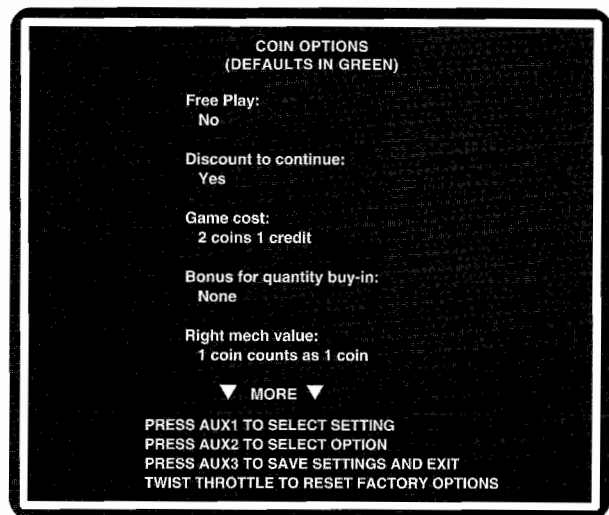 COIN OPTIONS
(DEFAULTS IN GREEN)
Free Play:
No
Discount to continue:
Yes
Game cost:
2 coins 1 credit
Bonus for quantity buy-in:
None
Right mech value:
1 coin counts as 1 coin
▼ MORE ▼
PRESS AUX1 TO SELECT SETTING
PRESS AUX2 TO SELECT OPTION
PRESS AUX3 TO SAVE SETTINGS AND EXIT
TWIST THROTTLE TO RESET FACTORY OPTIONS